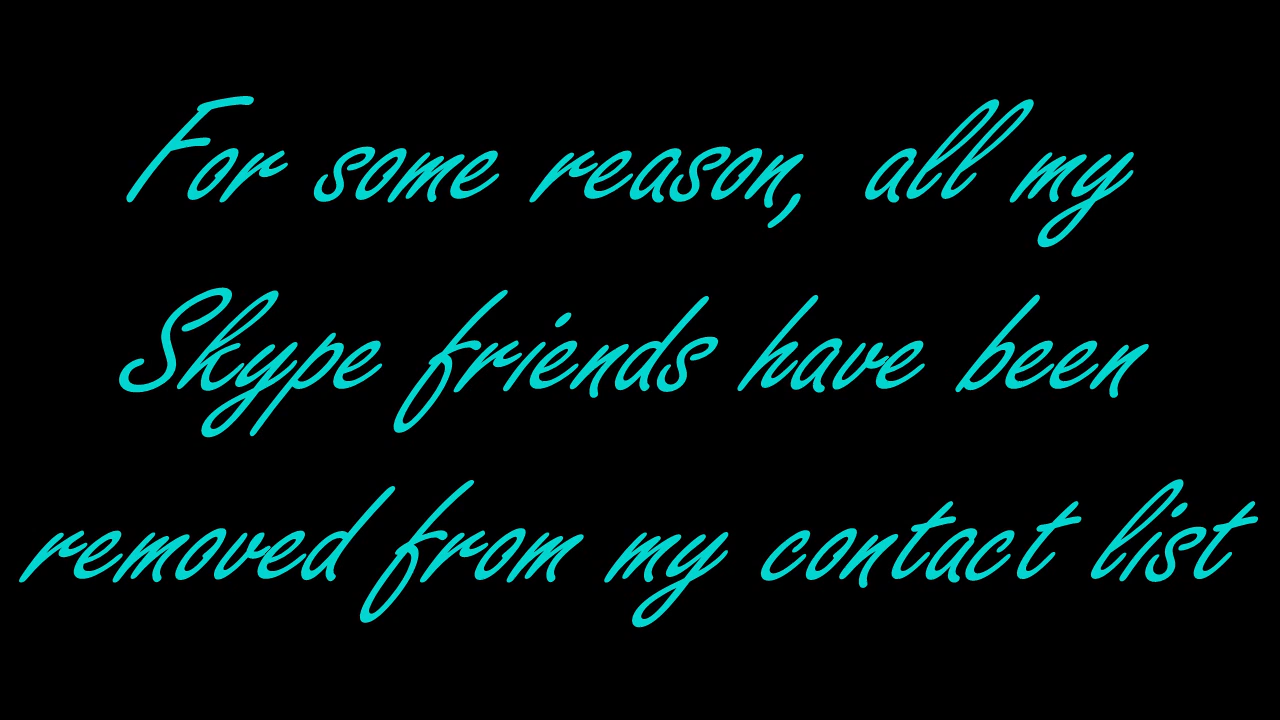 For some reason, all my
Skype friends have been
removed from my contact list